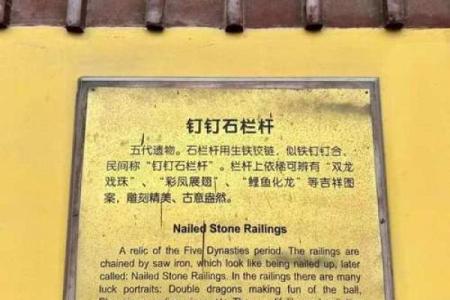 钉钉石栏杆
五代遗物。石栏杆用生铁铰链，似铁钉钉合，
民间称“钉钉石栏杆”。栏杆上依稀可辨有“双龙
戏珠”、“彩凤展翅”、“鲤鱼化龙”等吉祥图
案，雕刻精美、古意盎然。
Nailed Stone Railings
A relic of the Five Dynasties period. The railings are
chained by saw iron, which look like being nailed up, later
called: Nailed Stone Railings. In the railings there are many
luck portraits: Double dragons making fun of the ball,